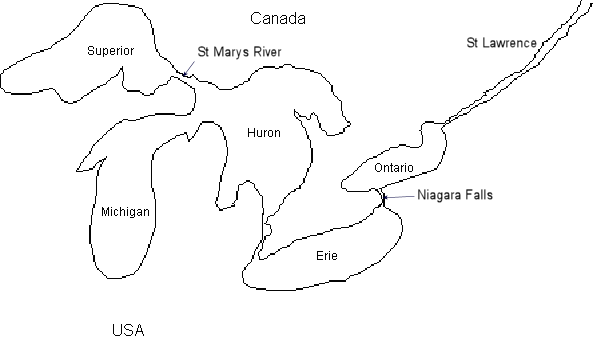 Canada
St Lawrence
Superior
St Marys River
Huron
Ontario
Niagara Falls
Michigan
Erie
USA